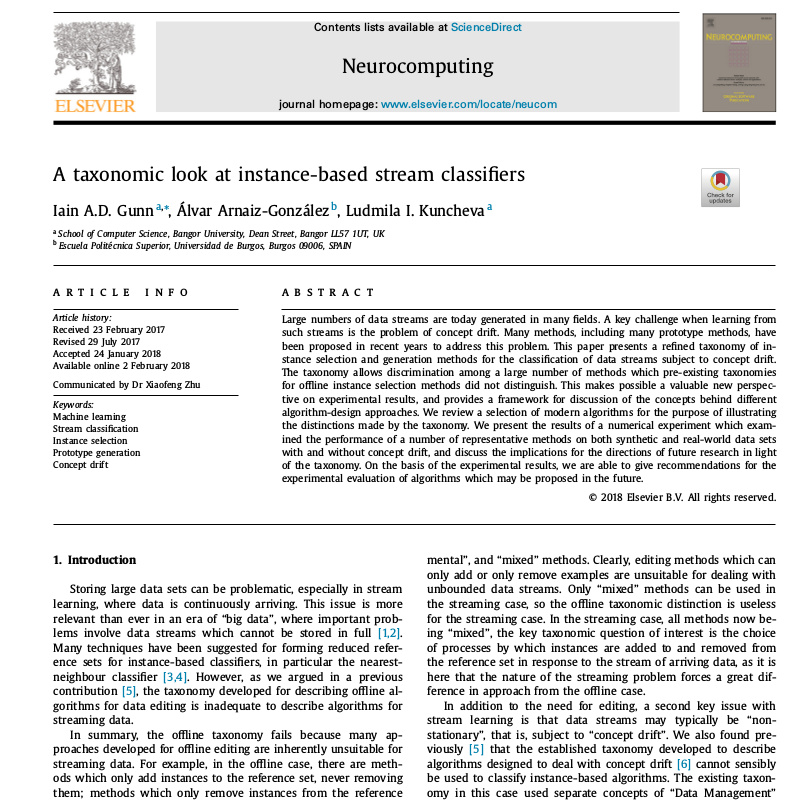 Contents lists available at ScienceDirect
Neurocomputing
journal homepage: www.elsevier.com/locate/neucom
ELSEVIER
NEUROCOMPUTING
A taxonomic look at instance-based stream classifiers
Check for
updates
Iain A.D. Gunn a,*, Álvar Arnaiz-González b, Ludmila I. Kuncheva a
a School of Computer Science, Bangor University, Dean Street, Bangor LL57 1UT, UK
b Escuela Politécnica Superior, Universidad de Burgos, Burgos 09006, SPAIN
ARTICLE INFO
Article history:
Received 23 February 2017
Revised 29 July 2017
Accepted 24 January 2018
Available online 2 February 2018
Communicated by Dr Xiaofeng Zhu
Keywords:
Machine learning
Stream classification
Instance selection
Prototype generation
Concept drift
ABSTRACT
Large numbers of data streams are today generated in many fields. A key challenge when learning from
such streams is the problem of concept drift. Many methods, including many prototype methods, have
been proposed in recent years to address this problem. This paper presents a refined taxonomy of in-
stance selection and generation methods for the classification of data streams subject to concept drift.
The taxonomy allows discrimination among a large number of methods which pre-existing taxonomies
for offline instance selection methods did not distinguish. This makes possible a valuable new perspec-
tive on experimental results, and provides a framework for discussion of the concepts behind different
algorithm-design approaches. We review a selection of modern algorithms for the purpose of illustrating
the distinctions made by the taxonomy. We present the results of a numerical experiment which exam-
ined the performance of a number of representative methods on both synthetic and real-world data sets
with and without concept drift, and discuss the implications for the directions of future research in light
of the taxonomy. On the basis of the experimental results, we are able to give recommendations for the
experimental evaluation of algorithms which may be proposed in the future.
© 2018 Elsevier B.V. All rights reserved.
1. Introduction
Storing large data sets can be problematic, especially in stream
learning, where data is continuously arriving. This issue is more
relevant than ever in an era of "big data", where important prob-
lems involve data streams which cannot be stored in full [1,2].
Many techniques have been suggested for forming reduced refer-
ence sets for instance-based classifiers, in particular the nearest-
neighbour classifier [3,4]. However, as we argued in a previous
contribution [5], the taxonomy developed for describing offline al-
gorithms for data editing is inadequate to describe algorithms for
streaming data.
In summary, the offline taxonomy fails because many ap-
proaches developed for offline editing are inherently unsuitable for
streaming data. For example, in the offline case, there are meth-
ods which only add instances to the reference set, never removing
them; methods which only remove instances from the reference
mental", and "mixed" methods. Clearly, editing methods which can
only add or only remove examples are unsuitable for dealing with
unbounded data streams. Only "mixed" methods can be used in
the streaming case, so the offline taxonomic distinction is useless
for the streaming case. In the streaming case, all methods now be-
ing "mixed", the key taxonomic question of interest is the choice
of processes by which instances are added to and removed from
the reference set in response to the stream of arriving data, as it is
here that the nature of the streaming problem forces a great dif-
ference in approach from the offline case.
In addition to the need for editing, a second key issue with
stream learning is that data streams may typically be "non-
stationary", that is, subject to "concept drift". We also found pre-
viously [5] that the established taxonomy developed to describe
algorithms designed to deal with concept drift [6] cannot sensibly
be used to classify instance-based algorithms. The existing taxon-
omy in this case used separate concepts of "Data Management"